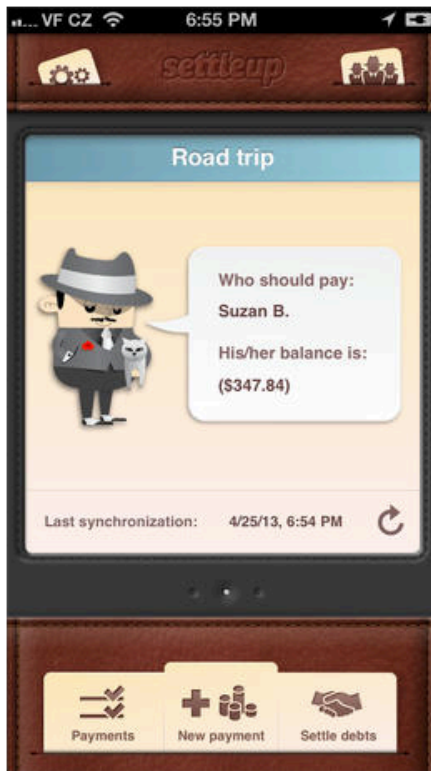 ... VF CZ 6:55 PM
settleup
Road trip
Who should pay:
Suzan B.
His/her balance is:
($347.84)
Last synchronization: 4/25/13, 6:54 PM
Payments New payment Settle debts